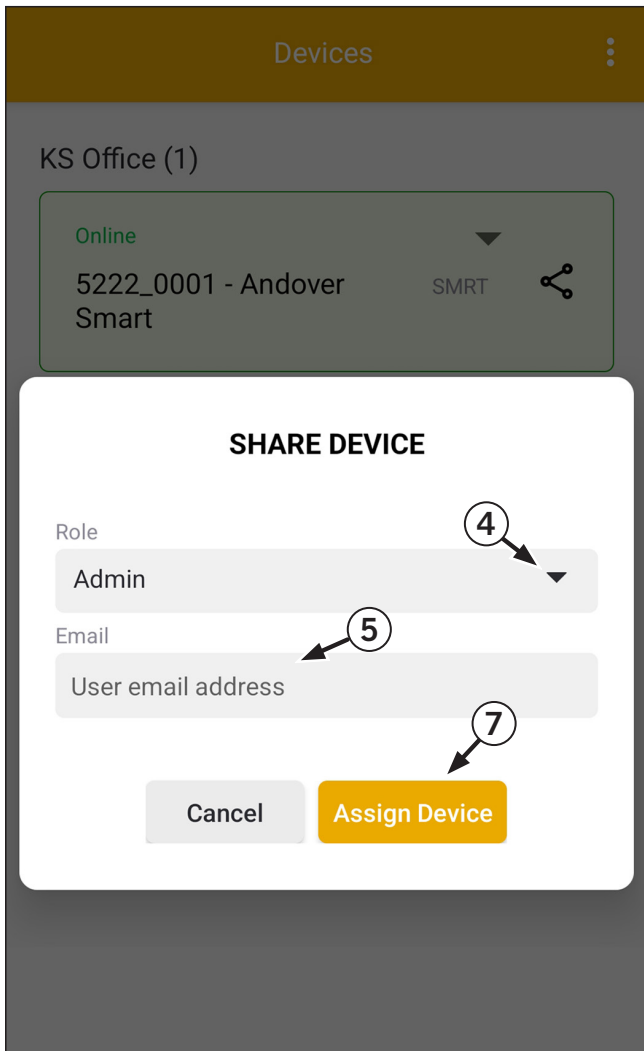 Devices
KS Office (1)
Online
5222_0001 - Andover
Smart
SMRT
SHARE DEVICE
Role
4
Admin
Email
5
User email address
7
Cancel
Assign Device